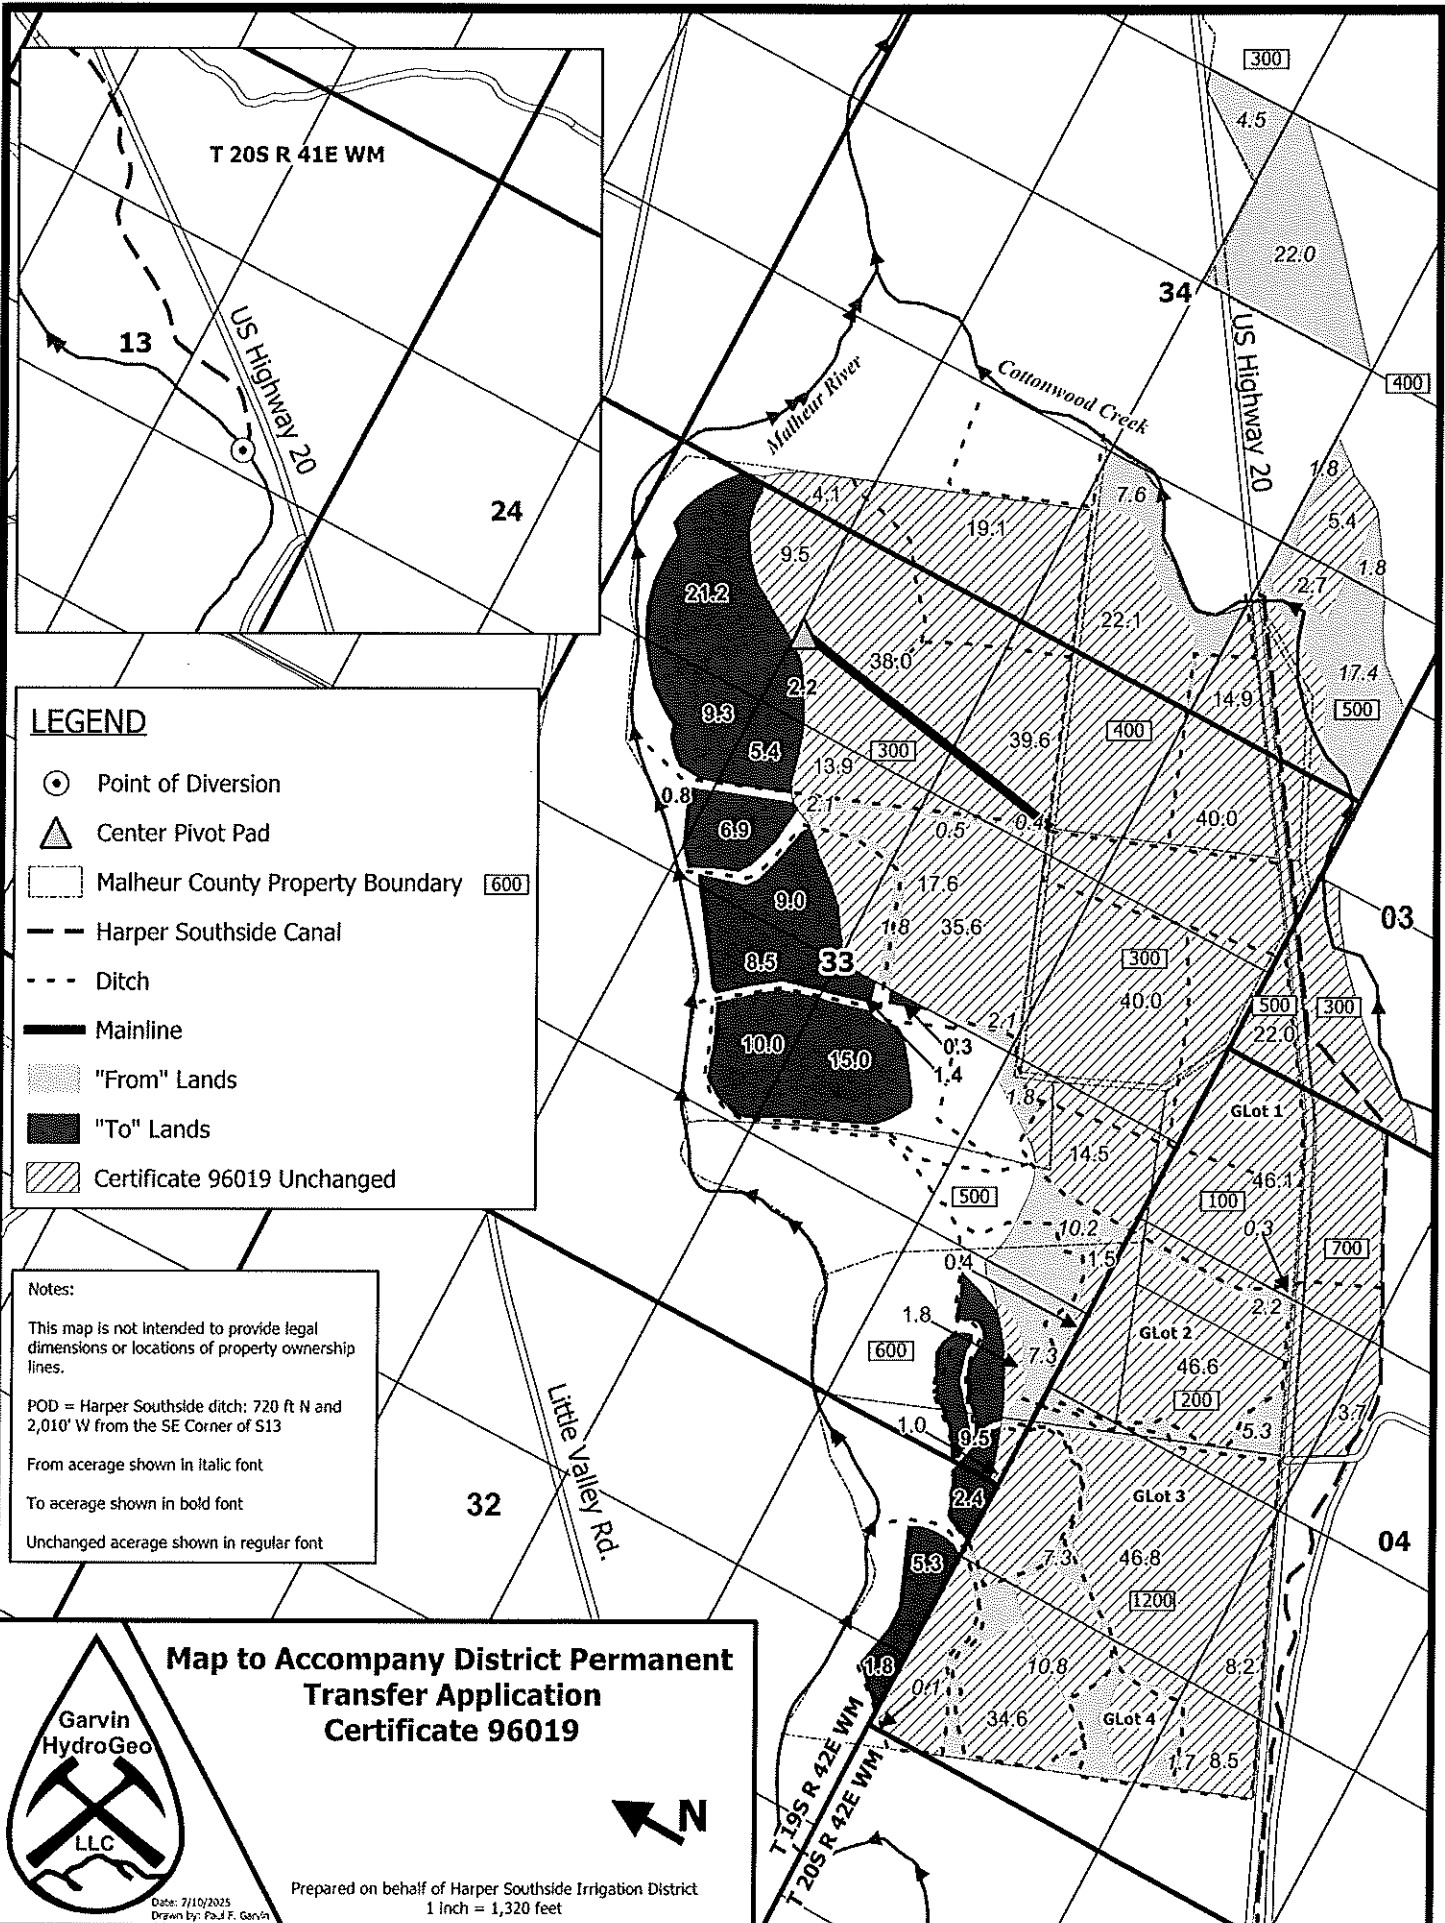 T 20S R 41E WM
13
US Highway 20
24
300
4.5
22.0
34
US Highway 20
400
Malheur River
Cottonwood Creek
1.8
7.6
4.1
19.1
5.4
9.5
1.8
2.7
21.2
22.1
38.0
17.4
2.2
14.9
500
9.3
400
39.6
5.4
300
13.9
0.8
2.1
40.0
6.9
0.5
0.4
17.6
9.0
03
1.8
35.6
8.5
33
300
40.0
500
300
2.1
22.0
10.0
15.0
0.3
1.4
1.8
GLot 1
14.5
46.1
500
100
10.2
0.3
700
0.4
1.5
2.2
1.8
GLot 2
600
7.3
46.6
200
3.7
1.0
9.5
5.3
2.4
GLot 3
32
Little Valley Rd.
04
5.3
7.3
46.8
1200
1.8
10.8
8.2
0.1
34.6
GLot 4
1.7
8.5
T 19S R 42E WM
T 20S R 42E WM
LEGEND
Point of Diversion
Center Pivot Pad
Malheur County Property Boundary 600
Harper Southside Canal
Ditch
Mainline
"From" Lands
"To" Lands
Certificate 96019 Unchanged
Notes:
This map is not intended to provide legal
dimensions or locations of property ownership
lines.
POD = Harper Southside ditch: 720 ft N and
2,010' W from the SE Corner of S13
From acerage shown in italic font
To acerage shown in bold font
Unchanged acerage shown in regular font
Map to Accompany District Permanent
Transfer Application
Certificate 96019
Garvin
HydroGeo
LLC
N
Date: 7/10/2025
Drawn by: Paul F. Garvin
Prepared on behalf of Harper Southside Irrigation District
1 inch = 1,320 feet